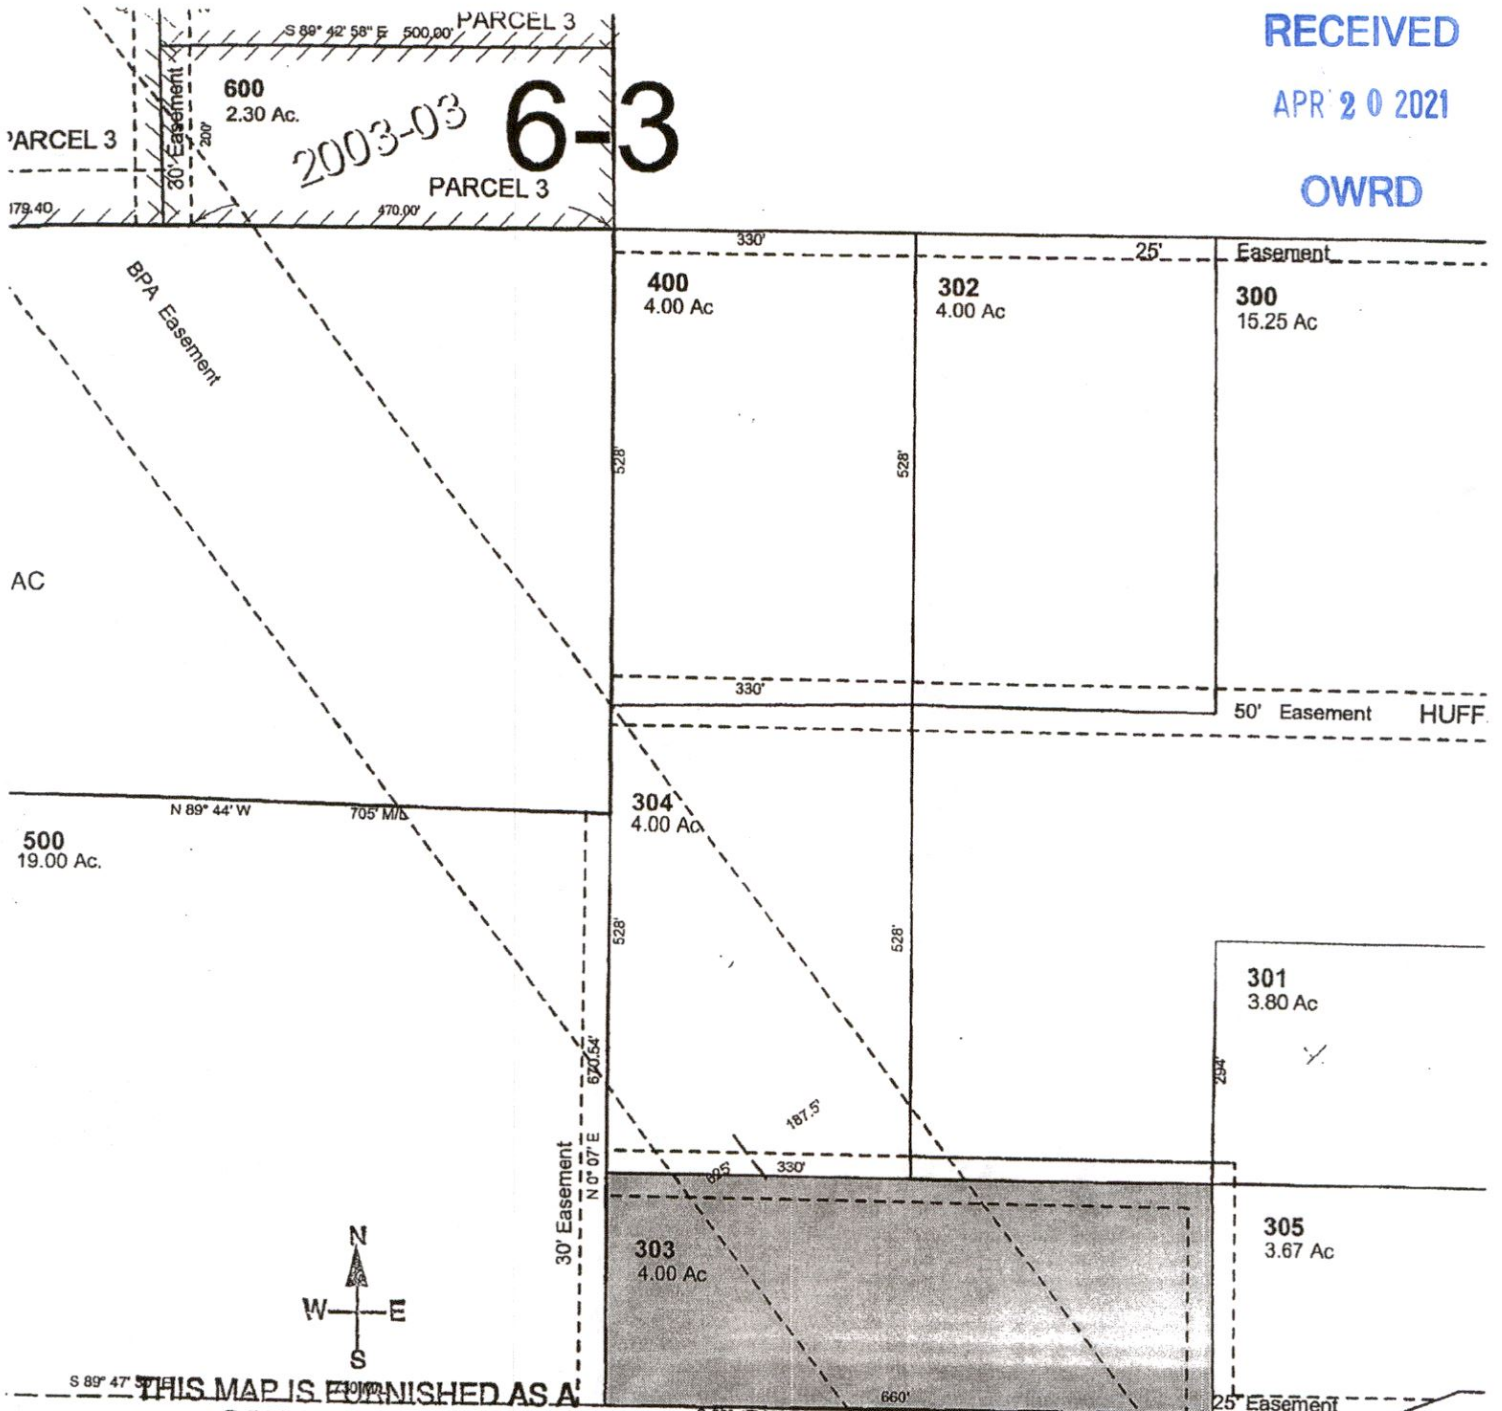 RECEIVED
APR 20 2021
OWRD
PARCEL 3
S 89° 42' 58" E 500.00'
600
2.30 Ac.
2003-03
6-3
PARCEL 3
30' Easement
200'
PARCEL 3
179.40
470.00'
330'
25' Easement
400
4.00 Ac
302
4.00 Ac
300
15.25 Ac
BPA Easement
528'
528'
AC
330'
50' Easement HUFF
N 89° 44' W 705' M/L
304
4.00 Ac
500
19.00 Ac.
528'
528'
301
3.80 Ac
294'
670.54'
N 0° 07' E
30' Easement
187.5'
625'
330'
303
4.00 Ac
305
3.67 Ac
N
W E
S
S 89° 47'
THIS MAP IS FURNISHED AS A
660'
25' Easement